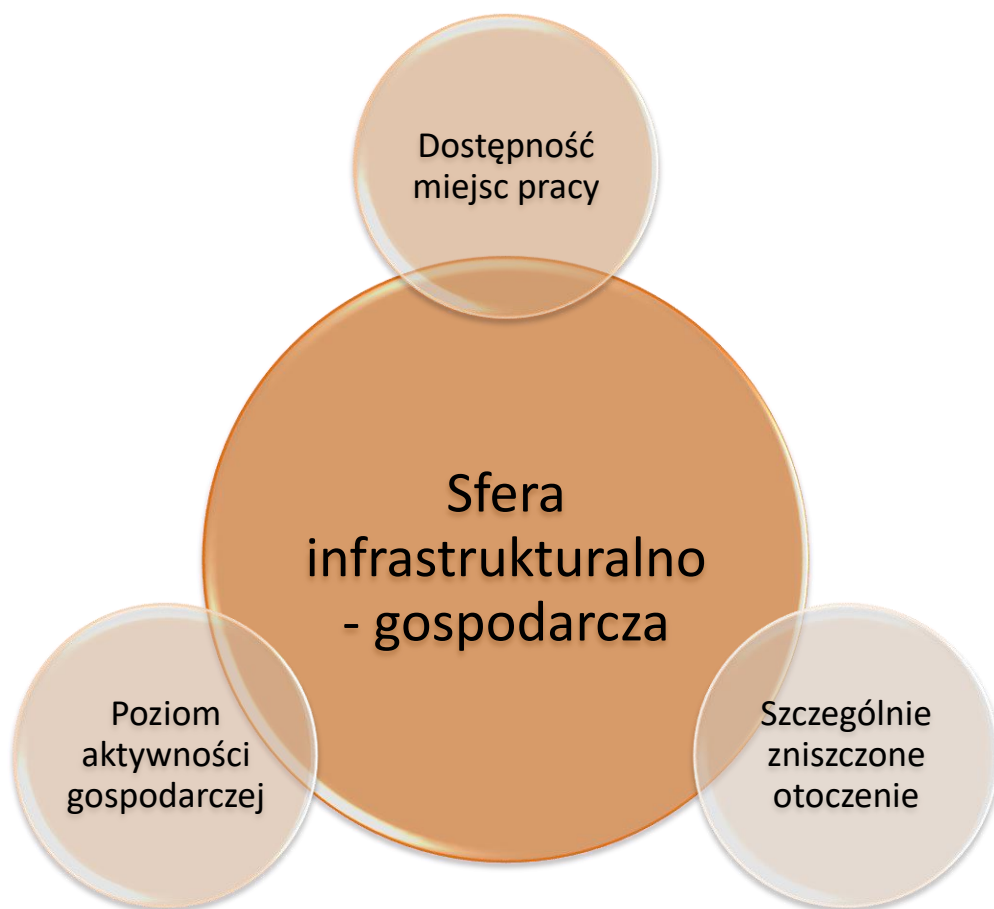 Dostępność
miejsc pracy
Sfera
infrastrukturalno
- gospodarcza
Poziom
aktywności
gospodarczej
Szczególnie
zniszczone
otoczenie